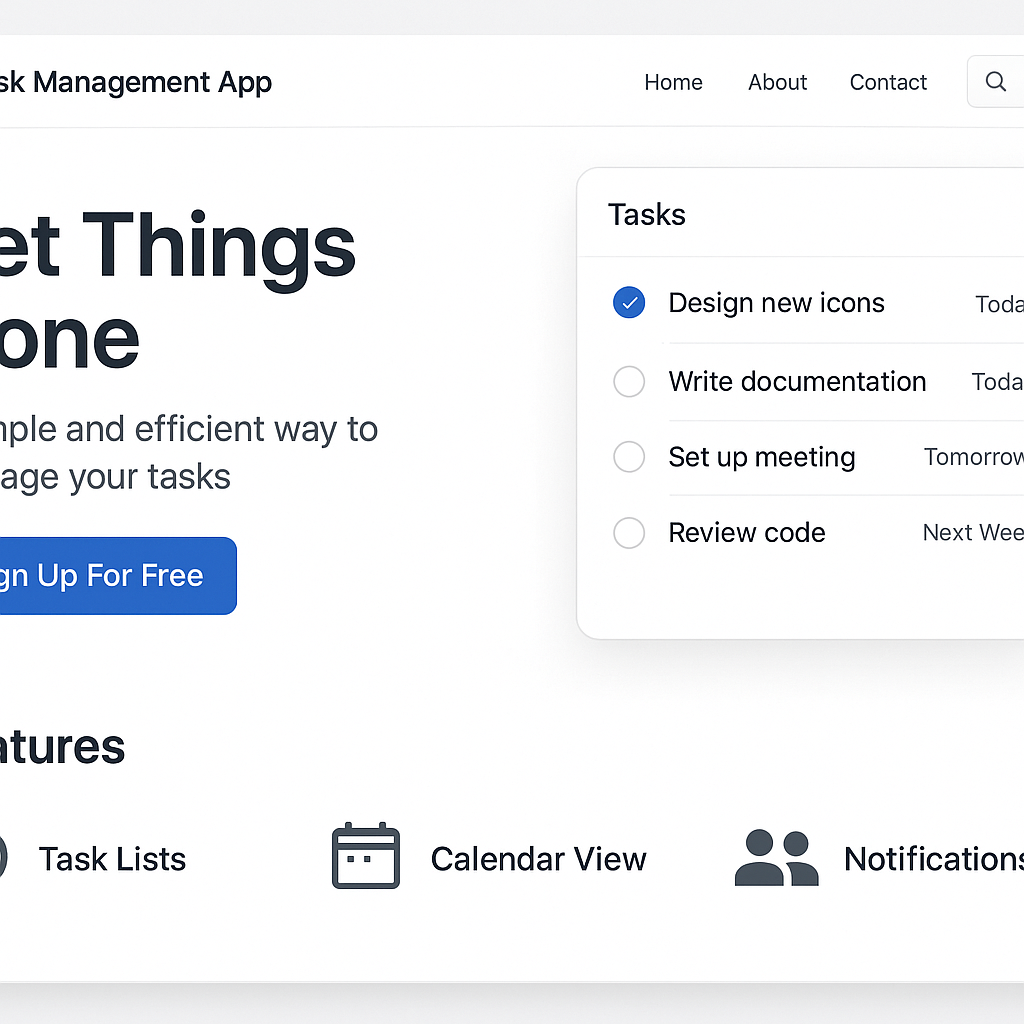 sk Management App
Home About Contact
et Things
one
Tasks
Design new icons Toda
Write documentation Toda
Set up meeting Tomorrow
Review code Next Wee
mple and efficient way to
age your tasks
gn Up For Free
atures
Task Lists Calendar View Notifications